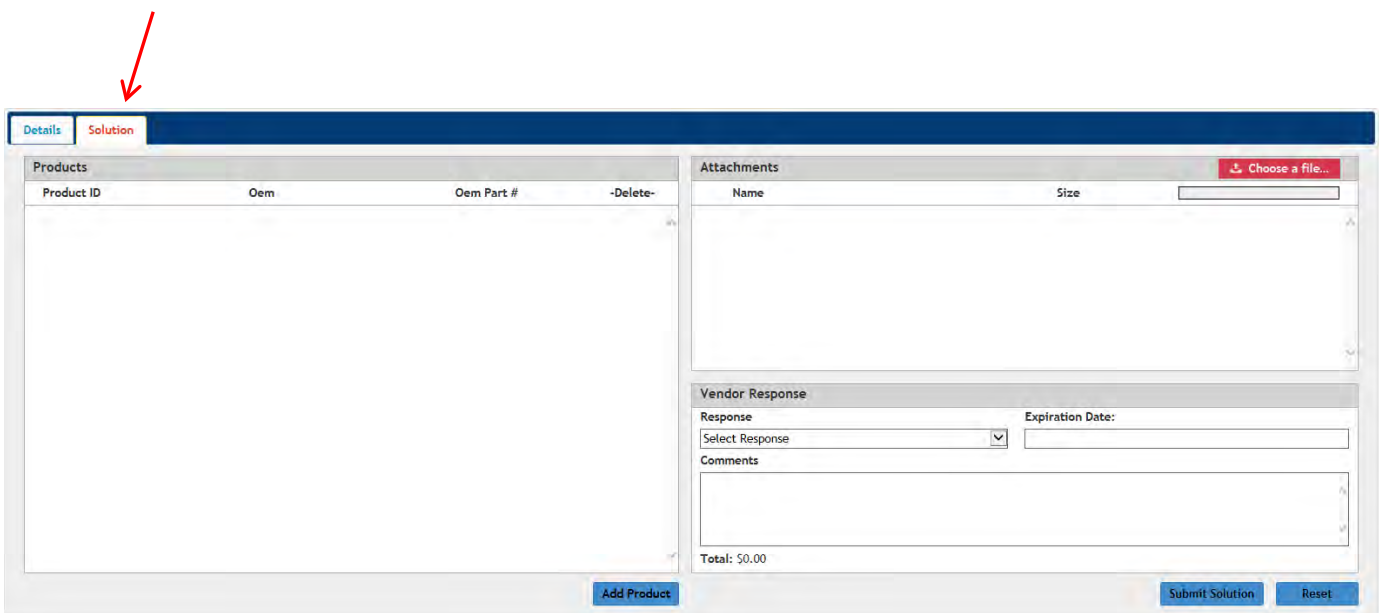 Details Solution
Products
Product ID Oem Oem Part # -Delete-
Add Product
Attachments Choose a file...
Name Size
Vendor Response
Response Expiration Date:
Select Response
Comments
Total: $0.00
Submit Solution Reset